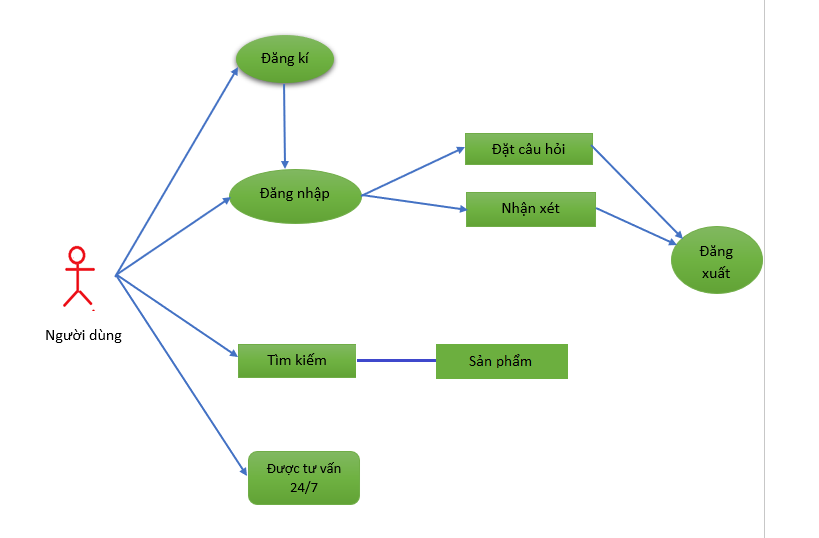 Đăng kí
Đăng nhập
Đặt câu hỏi
Nhận xét
Đăng
xuất
Người dùng
Tìm kiếm
Sản phẩm
Được tư vấn
24/7